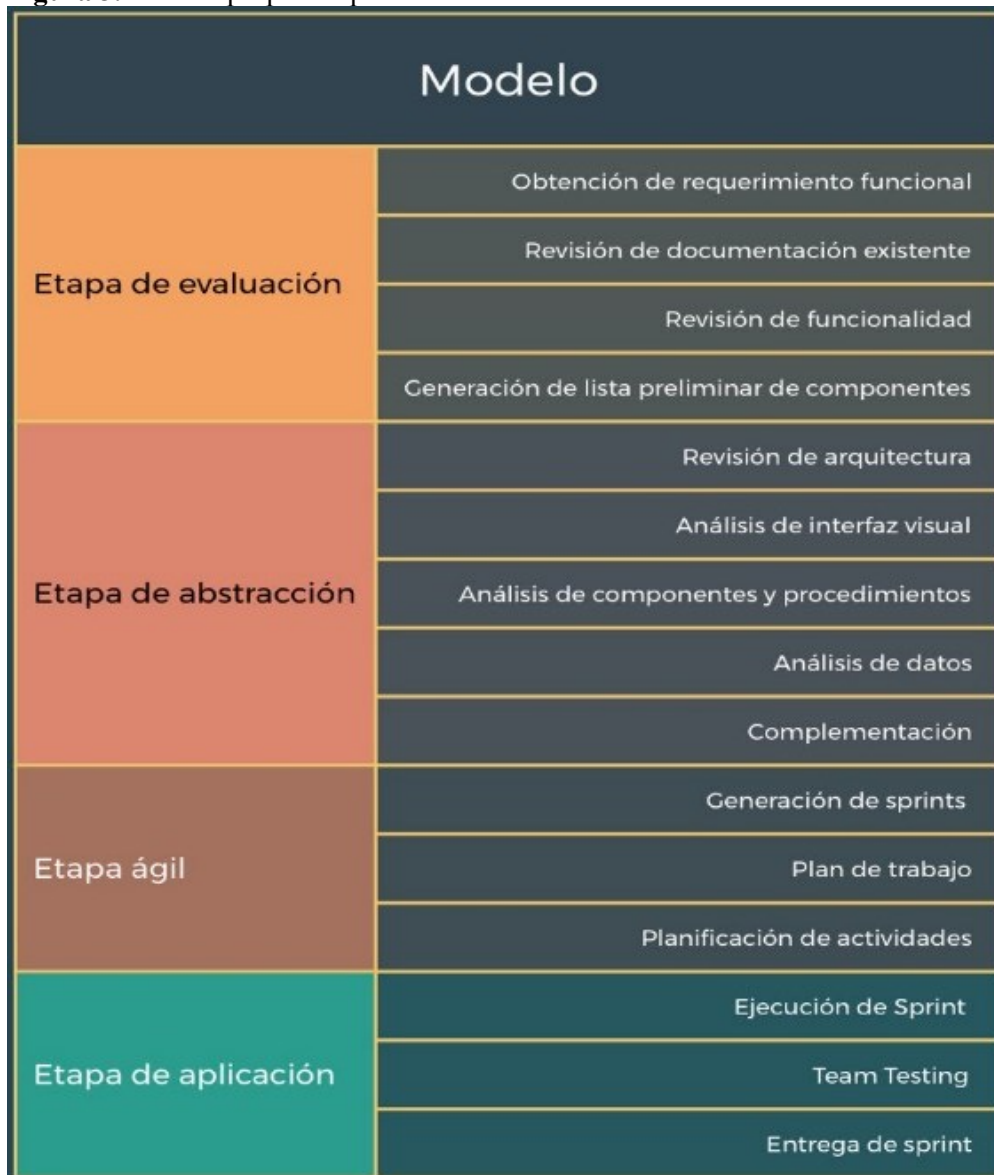 Modelo
Etapa de evaluación
Obtención de requerimiento funcional
Revisión de documentación existente
Revisión de funcionalidad
Generación de lista preliminar de componentes
Etapa de abstracción
Revisión de arquitectura
Análisis de interfaz visual
Análisis de componentes y procedimientos
Análisis de datos
Complementación
Etapa ágil
Generación de sprints
Plan de trabajo
Planificación de actividades
Etapa de aplicación
Ejecución de Sprint
Team Testing
Entrega de sprint